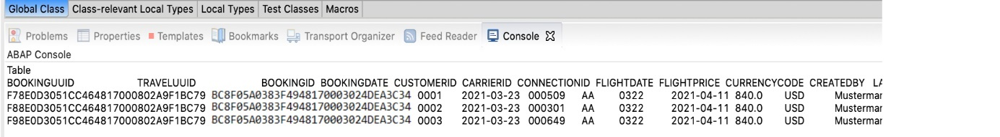 Global Class Class-relevant Local Types Local Types Test Classes Macros
Problems Properties Templates Bookmarks Transport Organizer Feed Reader Console
ABAP Console
Table
BOOKINGUUID TRAVELUUID BOOKINGID BOOKINGDATE CUSTOMERID CARRIERID CONNECTIONID FLIGHTDATE FLIGHTPRICE CURRENCYCODE CREATEDBY LA
F78E0D3051CC464817000802A9F1BC79 BC8F05A0383F4948170003024DEA3C34 0001 2021-03-23 000509 AA 0322 2021-04-11 840.0 USD Mustermar
F88E0D3051CC464817000802A9F1BC79 BC8F05A0383F4948170003024DEA3C34 0002 2021-03-23 000301 AA 0322 2021-04-11 840.0 USD Mustermar
F98E0D3051CC464817000802A9F1BC79 BC8F05A0383F4948170003024DEA3C34 0003 2021-03-23 000649 AA 0322 2021-04-11 840.0 USD Mustermar